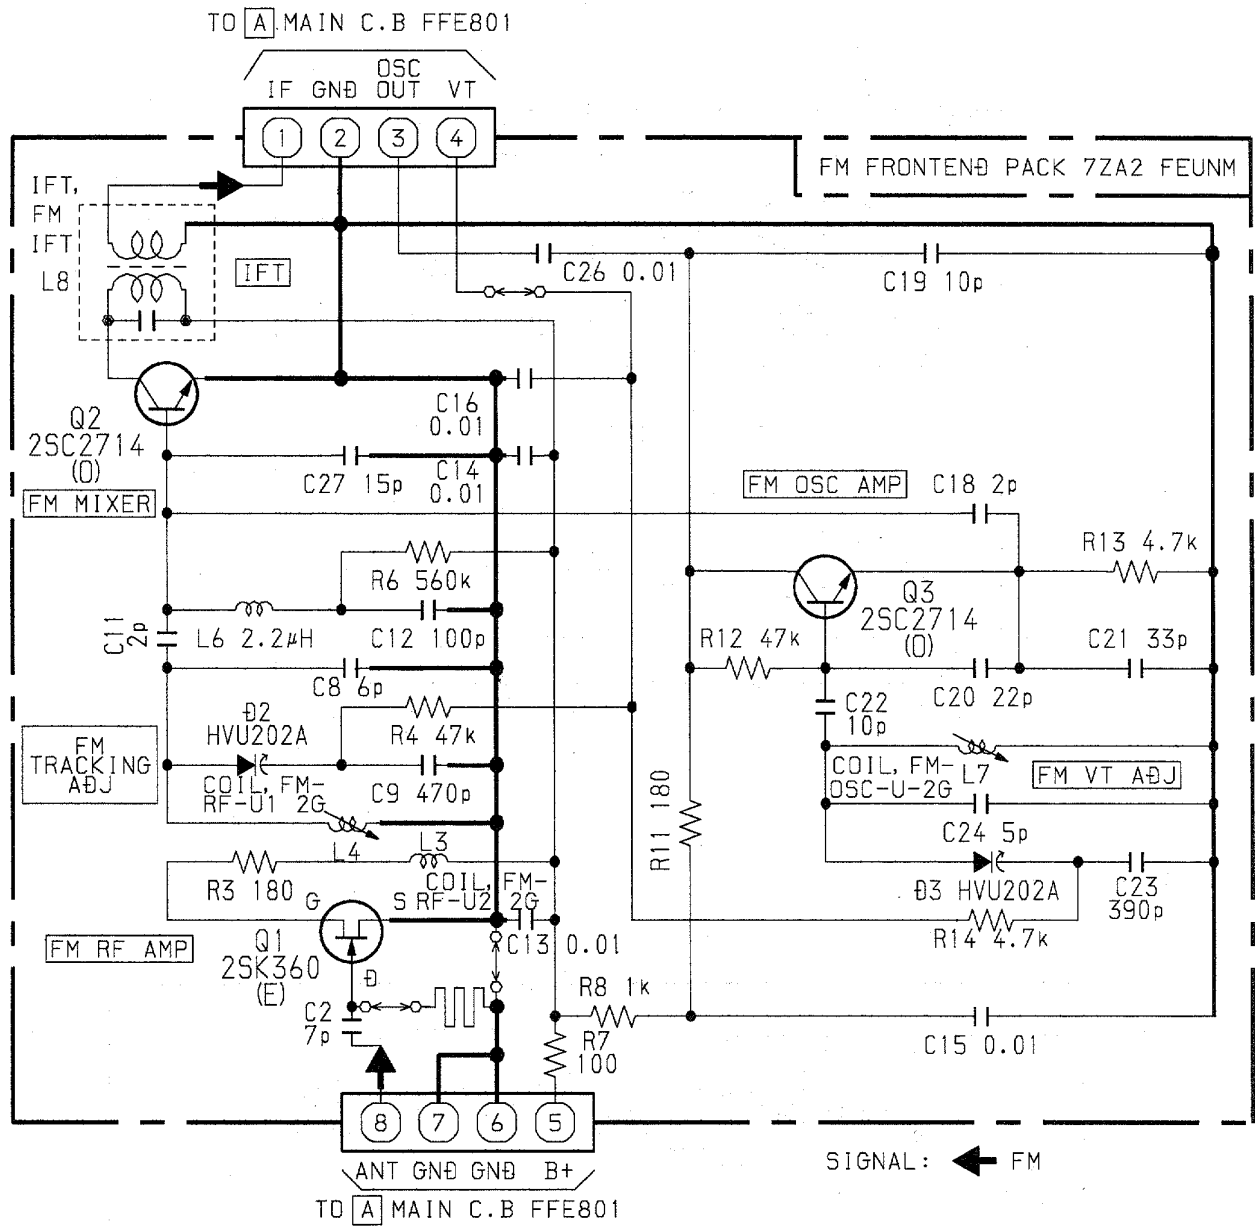 TO A MAIN C.B FFE801
IF GND OSC OUT VT
1 2 3 4
FM FRONTEND PACK 7ZA2 FEUNM
IFT,
FM
IFT
L8
IFT
C26 0.01
C19 10p
Q2
2SC2714
(O)
FM MIXER
C16
0.01
C27 15p
C14
0.01
FM OSC AMP
C18 2p
R13 4.7k
R6 560k
Q3
2SC2714
(O)
C11
2p
L6 2.2μH
C12 100p
R12 47k
C21 33p
C8 6p
C20 22p
C22
10p
D2
HVU202A
R4 47k
FM
TRACKING
ADJ
COIL, FM-
RF-U1 2G
C9 470p
COIL, FM-
OSC-U-2G
L7
FM VT ADJ
R11 180
C24 5p
L4
L3
R3 180
COIL, FM-
RF-U2 2G
D3 HVU202A
C23
390p
G
S
FM RF AMP
Q1
2SK360
(E)
D
C13 0.01
R14 4.7k
C2
7p
R8 1k
R7
100
C15 0.01
8 7 6 5
ANT GND GND B+
SIGNAL: FM
TO A MAIN C.B FFE801